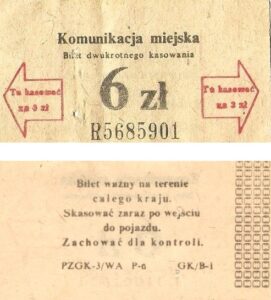 Komunikacja miejska
Bilet dwukrotnego kasowania
Tu kasować
za 3 zł
6 zł
Tu kasować
za 3 zł
R5685901
Bilet ważny na terenie
całego kraju.
Skasować zaraz po wejściu
do pojazdu.
Zachować dla kontroli.
PZGK-3/WA P-6 GK/B-1